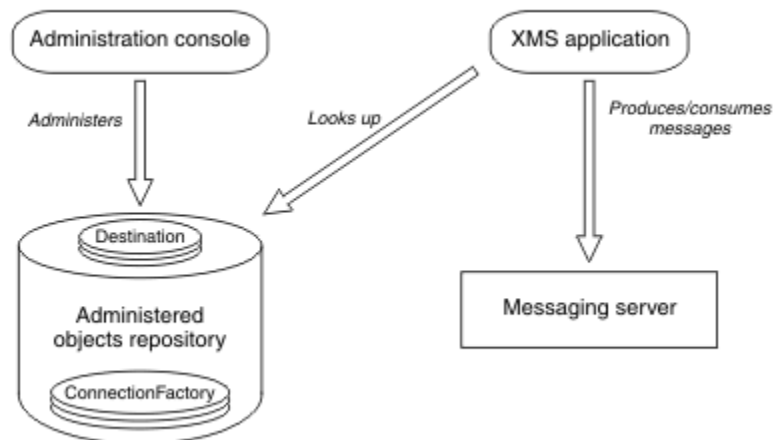 Administration console
XMS application
Administers
Looks up
Produces/consumes
messages
Destination
Administered
objects repository
Messaging server
ConnectionFactory